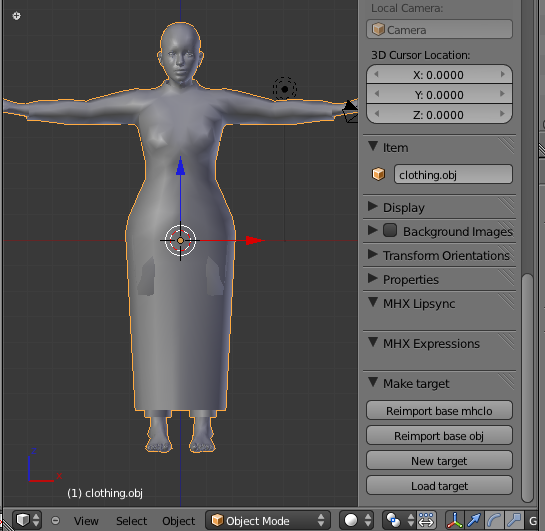 Local Camera:
Camera
3D Cursor Location:
X: 0.0000
Y: 0.0000
Z: 0.0000
Item
clothing.obj
Display
Background Images
Transform Orientations
Properties
MHX Lipsync
MHX Expressions
Make target
Reimport base mhclo
Reimport base obj
New target
Load target
(1) clothing.obj
View Select Object Object Mode G